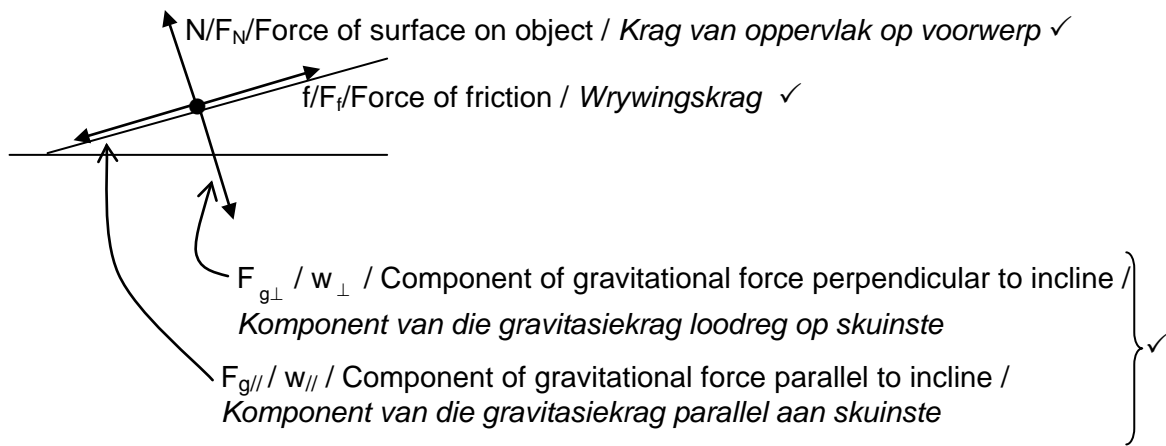 N/F_N/Force of surface on object / Krag van oppervlak op voorwerp ✓
f/F_f/Force of friction / Wrywingskrag ✓
F_g⊥ / w_⊥ / Component of gravitational force perpendicular to incline /
Komponent van die gravitasiekrag loodreg op skuinste
✓
F_g// / w_// / Component of gravitational force parallel to incline /
Komponent van die gravitasiekrag parallel aan skuinste